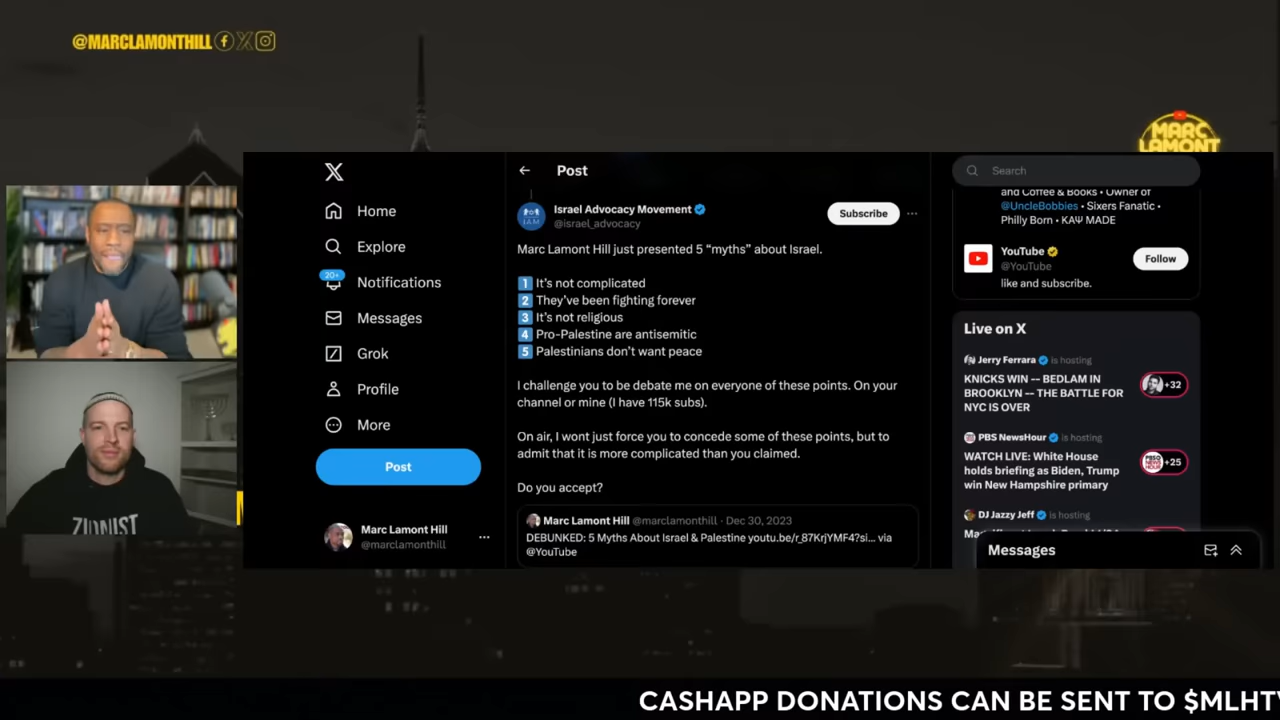 @MARCLAMONTHILL
MARC
LAMONT
Home
Explore
20+
Notifications
Messages
Grok
Profile
More
Post
Marc Lamont Hill
@marclamonthill
ZIONIST
Post
Israel Advocacy Movement
@israel_advocacy
Subscribe
Marc Lamont Hill just presented 5 “myths” about Israel.
1 It’s not complicated
2 They’ve been fighting forever
3 It’s not religious
4 Pro-Palestine are antisemitic
5 Palestinians don’t want peace
I challenge you to be debate me on everyone of these points. On your
channel or mine (I have 115k subs).
On air, I wont just force you to concede some of these points, but to
admit that it is more complicated than you claimed.
Do you accept?
Marc Lamont Hill @marclamonthill · Dec 30, 2023
DEBUNKED: 5 Myths About Israel & Palestine youtu.be/r_87KrjYMF4?si... via
@YouTube
Search
and Coffee & Books • Owner of
@UncleBobbies • Sixers Fanatic •
Philly Born • KAΨ MADE
YouTube
@YouTube
Follow
like and subscribe.
Live on X
Jerry Ferrara is hosting
KNICKS WIN -- BEDLAM IN
BROOKLYN -- THE BATTLE FOR
NYC IS OVER
+32
PBS NewsHour is hosting
WATCH LIVE: White House
holds briefing as Biden, Trump
win New Hampshire primary
+25
DJ Jazzy Jeff is hosting
Messages
CASHAPP DONATIONS CAN BE SENT TO $MLHTV